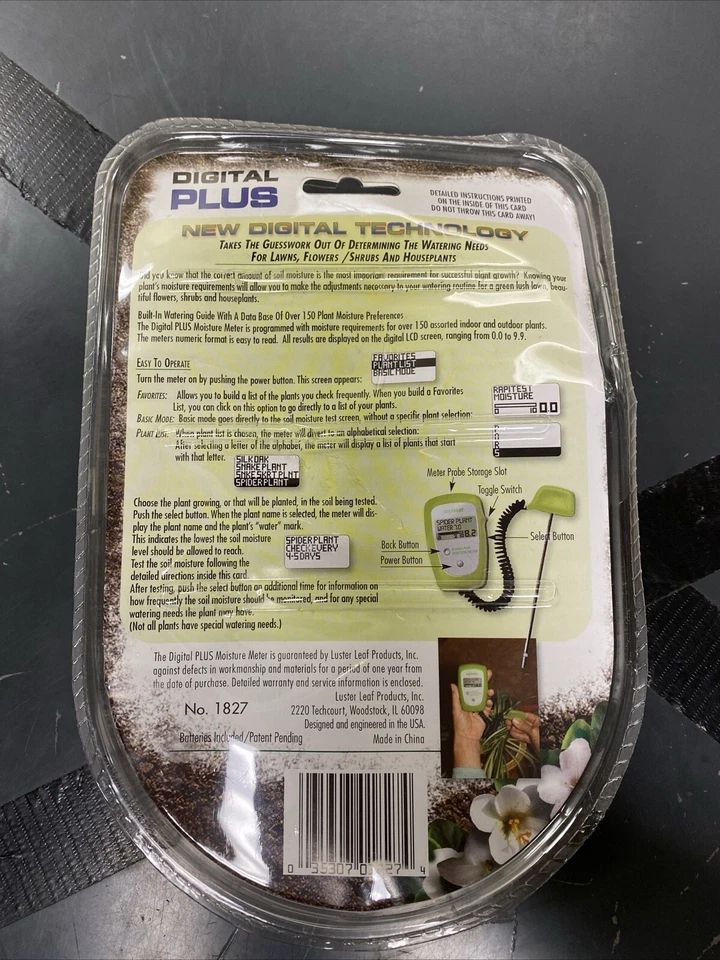 DIGITAL
PLUS
DETAILED INSTRUCTIONS PRINTED
ON THE INSIDE OF THIS CARD
DO NOT THROW THIS CARD AWAY!
NEW DIGITAL TECHNOLOGY
TAKES THE GUESSWORK OUT OF DETERMINING THE WATERING NEEDS
FOR LAWNS, FLOWERS /SHRUBS AND HOUSEPLANTS
Did you know that the correct amount of soil moisture is the most important requirement for successful plant growth? Knowing your
plant's moisture requirements will allow you to make the adjustments necessary to your watering routine for a green lush lawn, beau-
tiful flowers, shrubs and houseplants.
Built-In Watering Guide With A Data Base Of Over 150 Plant Moisture Preferences
The Digital PLUS Moisture Meter is programmed with moisture requirements for over 150 assorted indoor and outdoor plants.
The meters numeric format is easy to read. All results are displayed on the digital LCD screen, ranging from 0.0 to 9.9.
EASY TO OPERATE
Turn the meter on by pushing the power button. This screen appears:
FAVORITES
PLANT LIST
BASIC MODE
FAVORITES: Allows you to build a list of the plants you check frequently. When you build a Favorites
List, you can click on this option to go directly to a list of your plants.
RAPITEST
MOISTURE
0 10 0.0
BASIC MODE: Basic mode goes directly to the soil moisture test screen, without a specific plant selection:
PLANT LIST: When plant list is chosen, the meter will divert to an alphabetical selection:
After selecting a letter of the alphabet, the meter will display a list of plants that start
with that letter.
P
Q
R
S
SILK OAK
SNAKE PLANT
SNKESKRT PLNT
SPIDER PLANT
Choose the plant growing, or that will be planted, in the soil being tested.
Push the select button. When the plant name is selected, the meter will dis-
play the plant name and the plant's "water" mark.
This indicates the lowest the soil moisture
level should be allowed to reach.
Test the soil moisture following the
detailed directions inside this card.
SPIDER PLANT
CHECK EVERY
4-5 DAYS
After testing, push the select button an additional time for information on
how frequently the soil moisture should be monitored, and for any special
watering needs the plant may have.
(Not all plants have special watering needs.)
Meter Probe Storage Slot
Toggle Switch
Select Button
Back Button
Power Button
SPIDER PLANT
WATER 7.0
8.2
The Digital PLUS Moisture Meter is guaranteed by Luster Leaf Products, Inc.
against defects in workmanship and materials for a period of one year from
the date of purchase. Detailed warranty and service information is enclosed.
Luster Leaf Products, Inc.
No. 1827
2220 Techcourt, Woodstock, IL 60098
Designed and engineered in the USA.
Batteries Included/Patent Pending
Made in China